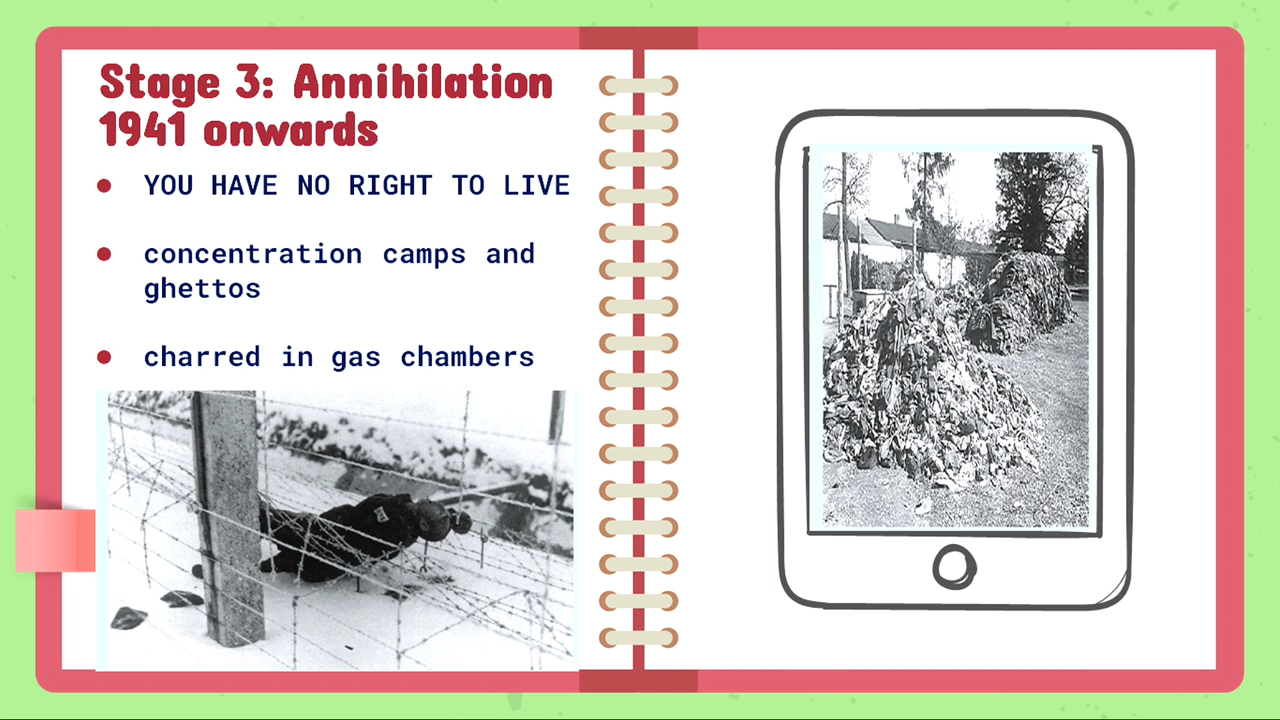 Stage 3: Annihilation
1941 onwards
YOU HAVE NO RIGHT TO LIVE
concentration camps and
ghettos
charred in gas chambers